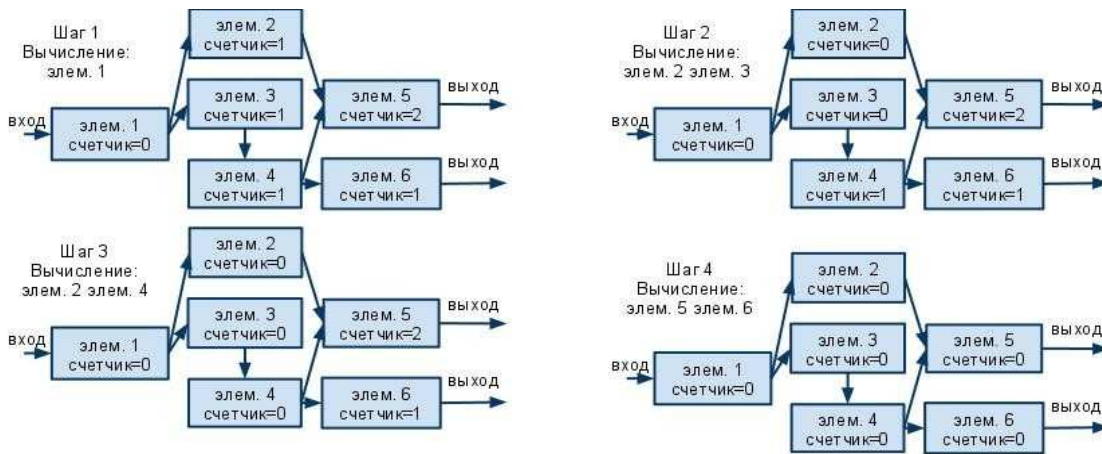 Шаг 1
Вычисление:
элем. 1
элем. 2
счетчик=1
элем. 3
счетчик=1
вход
элем. 1
счетчик=0
элем. 5
счетчик=2
выход
элем. 4
счетчик=1
элем. 6
счетчик=1
выход
Шаг 2
Вычисление:
элем. 2 элем. 3
элем. 2
счетчик=0
элем. 3
счетчик=0
вход
элем. 1
счетчик=0
элем. 5
счетчик=2
выход
элем. 4
счетчик=1
элем. 6
счетчик=1
выход
Шаг 3
Вычисление:
элем. 2 элем. 4
элем. 2
счетчик=0
элем. 3
счетчик=0
вход
элем. 1
счетчик=0
элем. 5
счетчик=2
выход
элем. 4
счетчик=0
элем. 6
счетчик=1
выход
Шаг 4
Вычисление:
элем. 5 элем. 6
элем. 2
счетчик=0
элем. 3
счетчик=0
вход
элем. 1
счетчик=0
элем. 5
счетчик=0
выход
элем. 4
счетчик=0
элем. 6
счетчик=0
выход